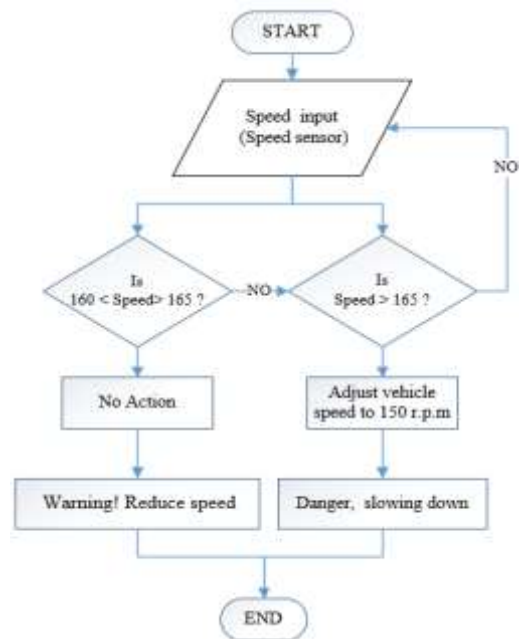 START
Speed input
(Speed sensor)
NO
Is
160 < Speed> 165 ?
NO
Is
Speed > 165 ?
No Action
Adjust vehicle
speed to 150 r.p.m
Warning! Reduce speed
Danger, slowing down
END